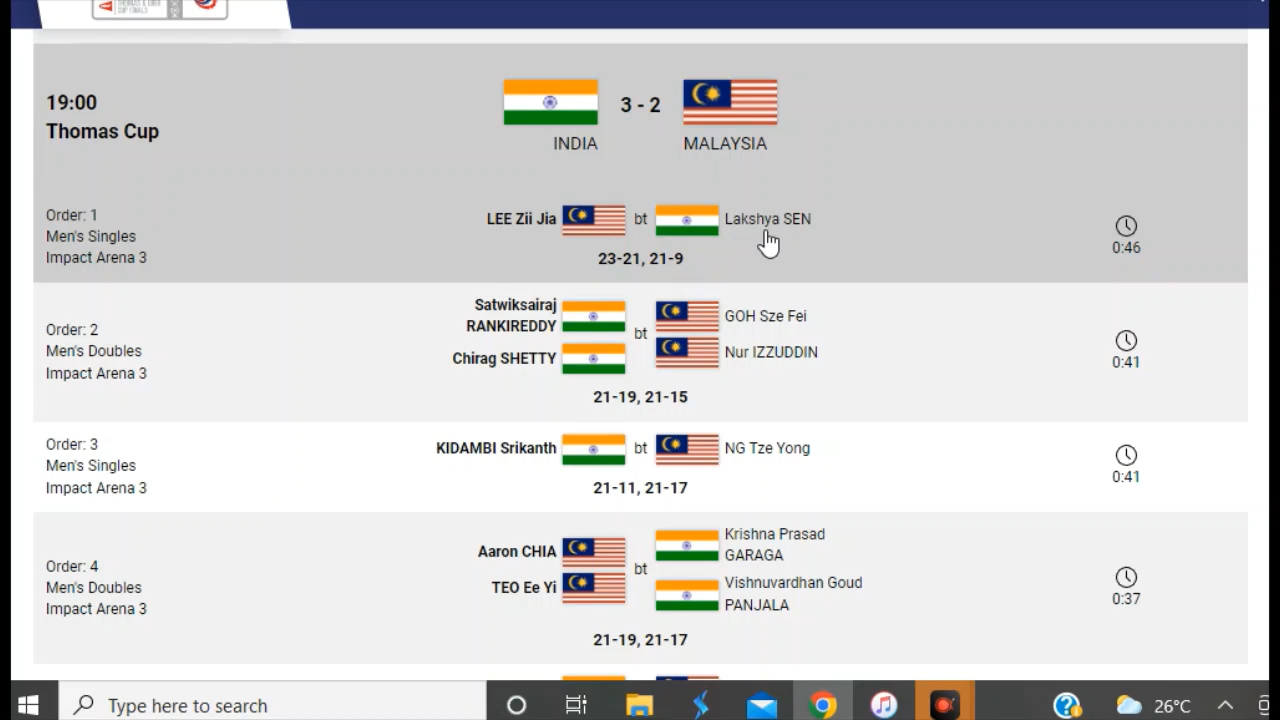 THOMAS & UBER
CUP FINALS
19:00
Thomas Cup
3 - 2
INDIA
MALAYSIA
Order: 1
Men's Singles
Impact Arena 3
LEE Zii Jia bt Lakshya SEN
23-21, 21-9
0:46
Order: 2
Men's Doubles
Impact Arena 3
Satwiksairaj
RANKIREDDY
Chirag SHETTY
bt
GOH Sze Fei
Nur IZZUDDIN
21-19, 21-15
0:41
Order: 3
Men's Singles
Impact Arena 3
KIDAMBI Srikanth bt NG Tze Yong
21-11, 21-17
0:41
Order: 4
Men's Doubles
Impact Arena 3
Aaron CHIA
TEO Ee Yi
bt
Krishna Prasad
GARAGA
Vishnuvardhan Goud
PANJALA
21-19, 21-17
0:37
Type here to search
26°C